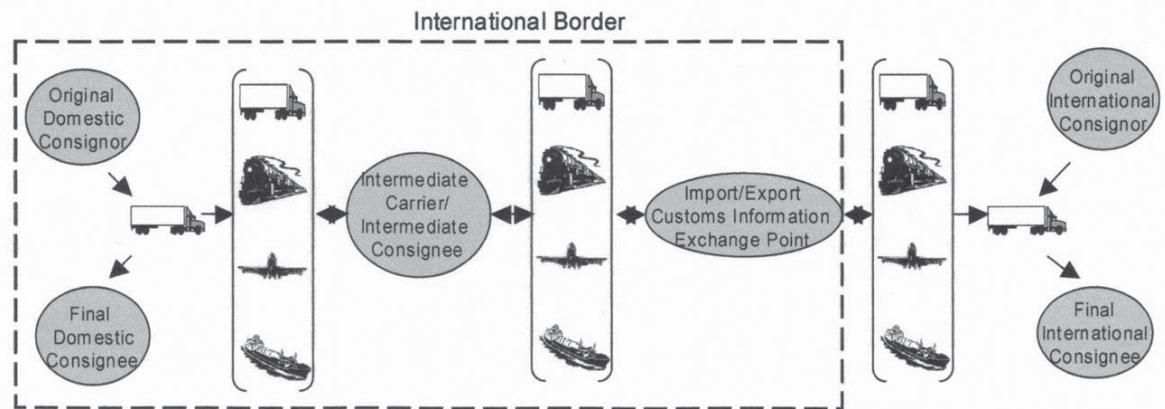 International Border
Original
Domestic
Consignor
Final
Domestic
Consignee
Intermediate
Carrier/
Intermediate
Consignee
Import/Export
Customs Information
Exchange Point
Original
International
Consignor
Final
International
Consignee